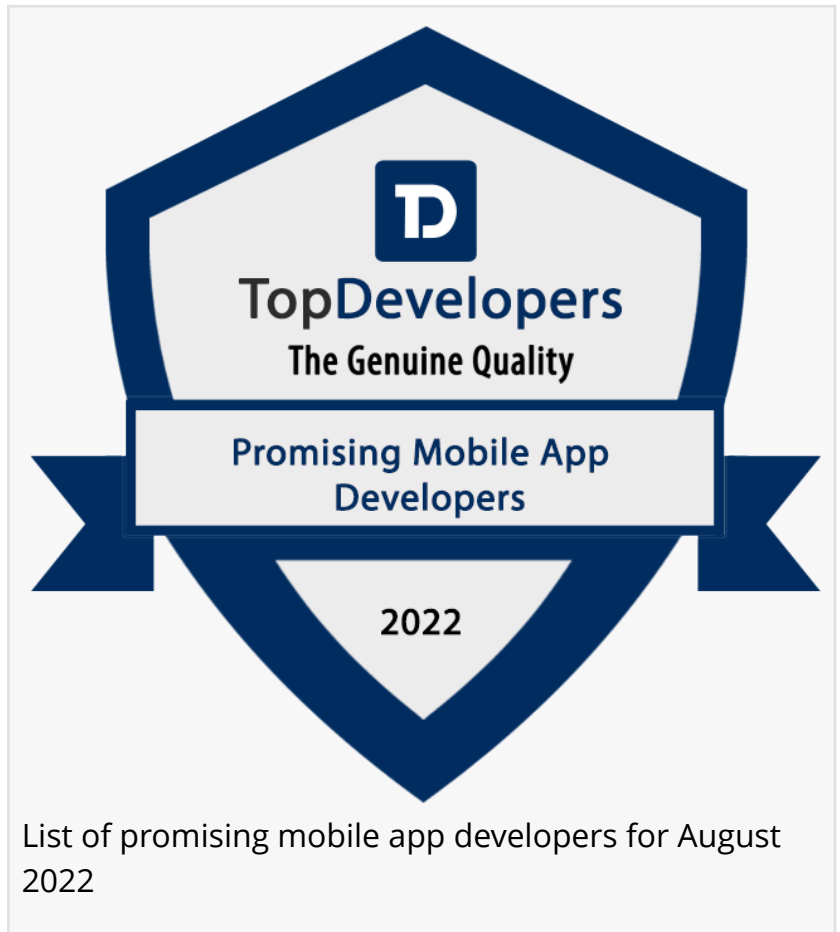 TD
TopDevelopers
The Genuine Quality
Promising Mobile App
Developers
2022
List of promising mobile app developers for August
2022